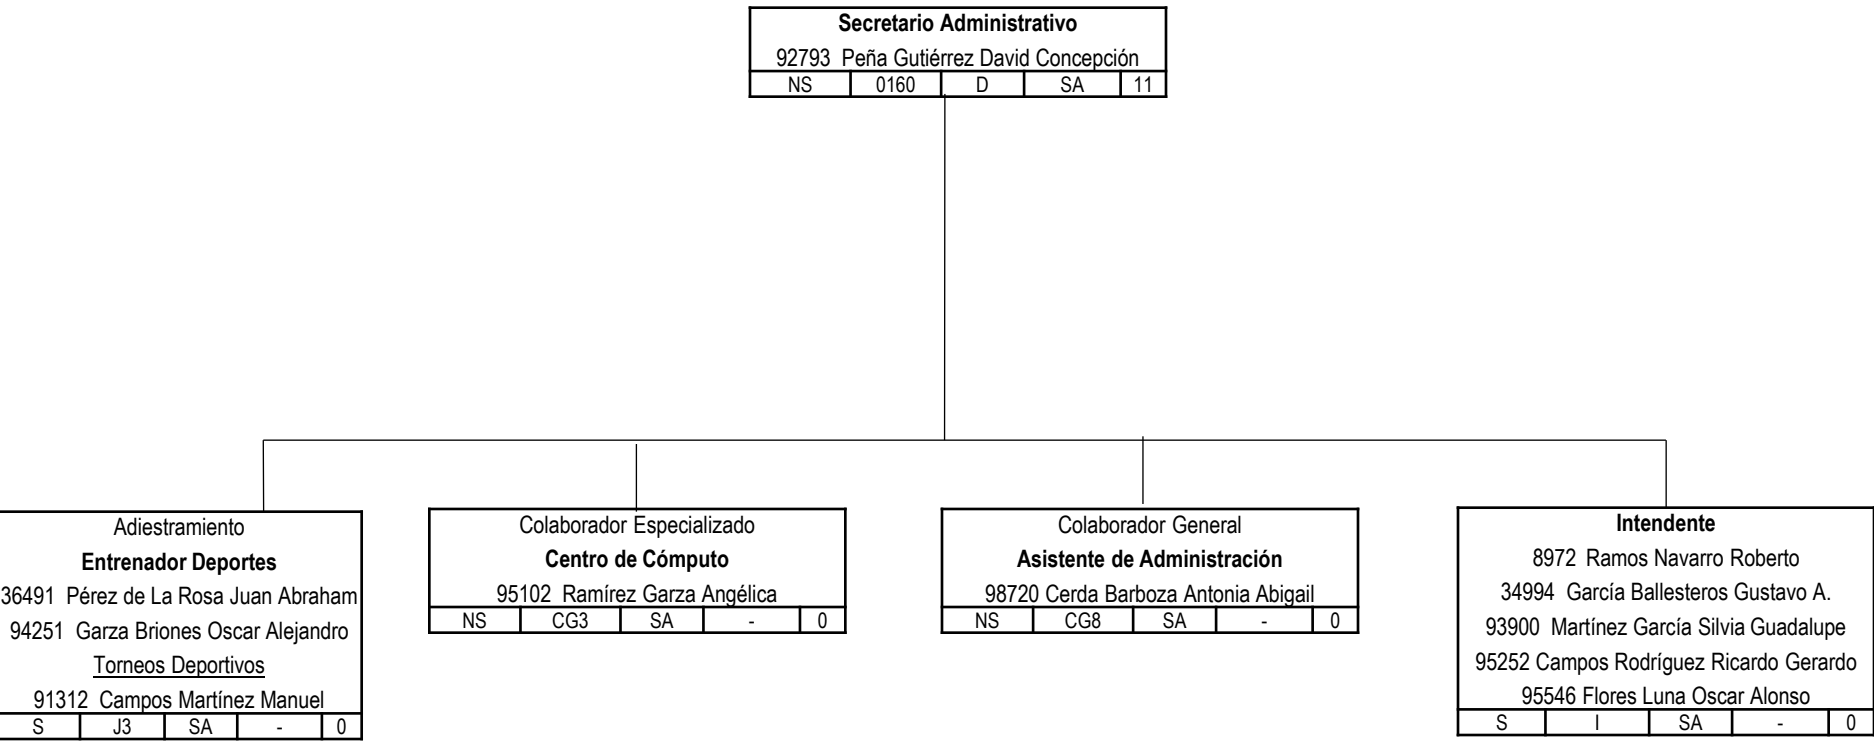 Secretario Administrativo
92793 Peña Gutiérrez David Concepción
NS 0160 D SA 11
Adiestramiento
Entrenador Deportes
36491 Pérez de La Rosa Juan Abraham
94251 Garza Briones Oscar Alejandro
Torneos Deportivos
91312 Campos Martínez Manuel
S J3 SA - 0
Colaborador Especializado
Centro de Cómputo
95102 Ramírez Garza Angélica
NS CG3 SA - 0
Colaborador General
Asistente de Administración
98720 Cerda Barboza Antonia Abigail
NS CG8 SA - 0
Intendente
8972 Ramos Navarro Roberto
34994 García Ballesteros Gustavo A.
93900 Martínez García Silvia Guadalupe
95252 Campos Rodríguez Ricardo Gerardo
95546 Flores Luna Oscar Alonso
S I SA - 0